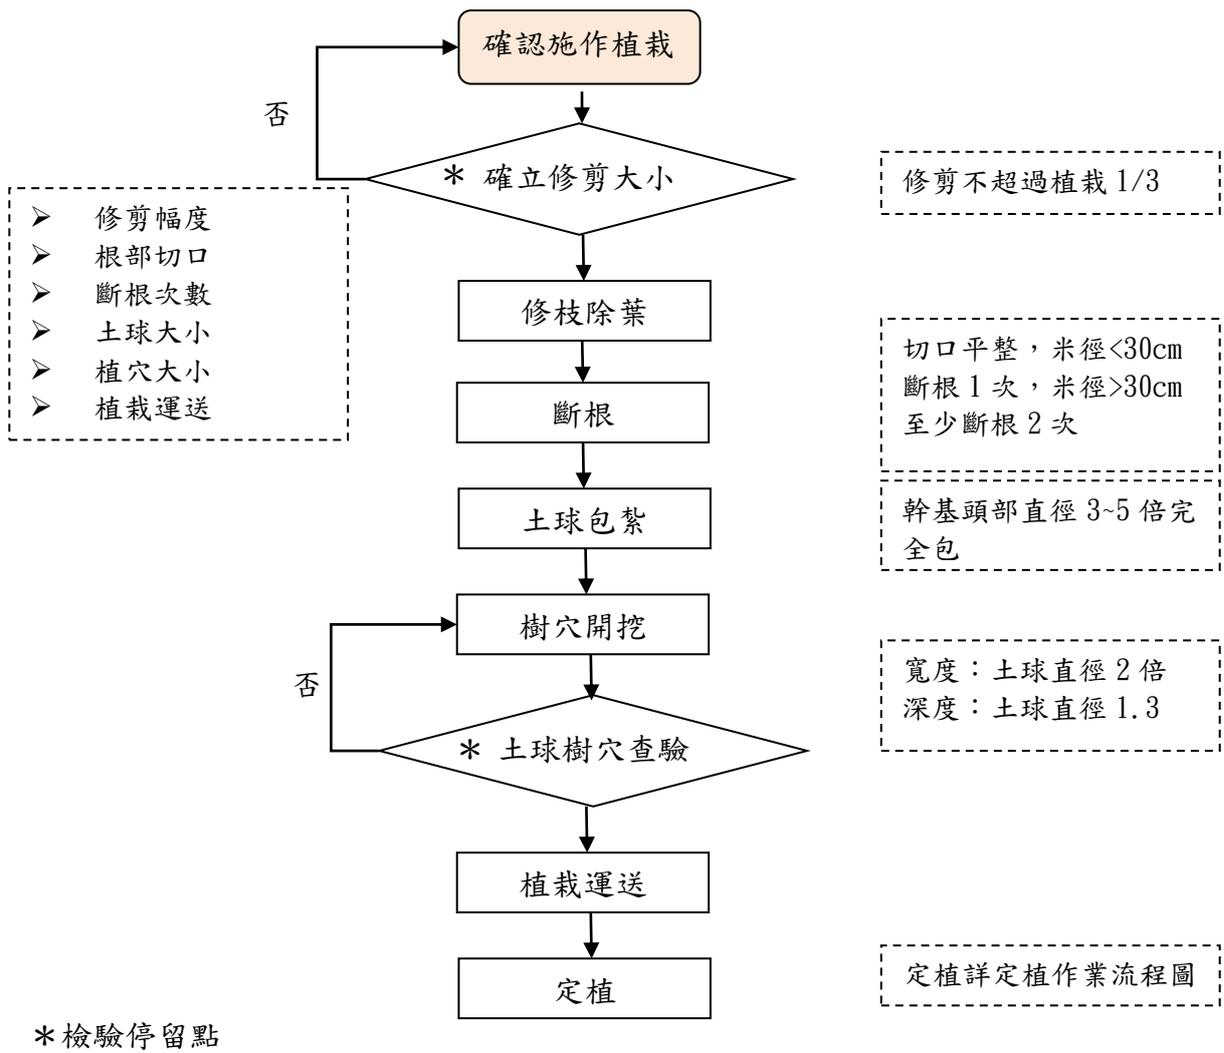 確認施作植栽
否
＊ 確立修剪大小
修剪不超過植栽 1/3
➢ 修剪幅度
➢ 根部切口
➢ 斷根次數
➢ 土球大小
➢ 植穴大小
➢ 植栽運送
修枝除葉
切口平整，米徑<30cm
斷根 1 次，米徑>30cm
至少斷根 2 次
斷根
土球包紮
幹基頭部直徑 3~5 倍完
全包
樹穴開挖
否
寬度：土球直徑 2 倍
深度：土球直徑 1.3
＊ 土球樹穴查驗
植栽運送
定植
定植詳定植作業流程圖
＊檢驗停留點